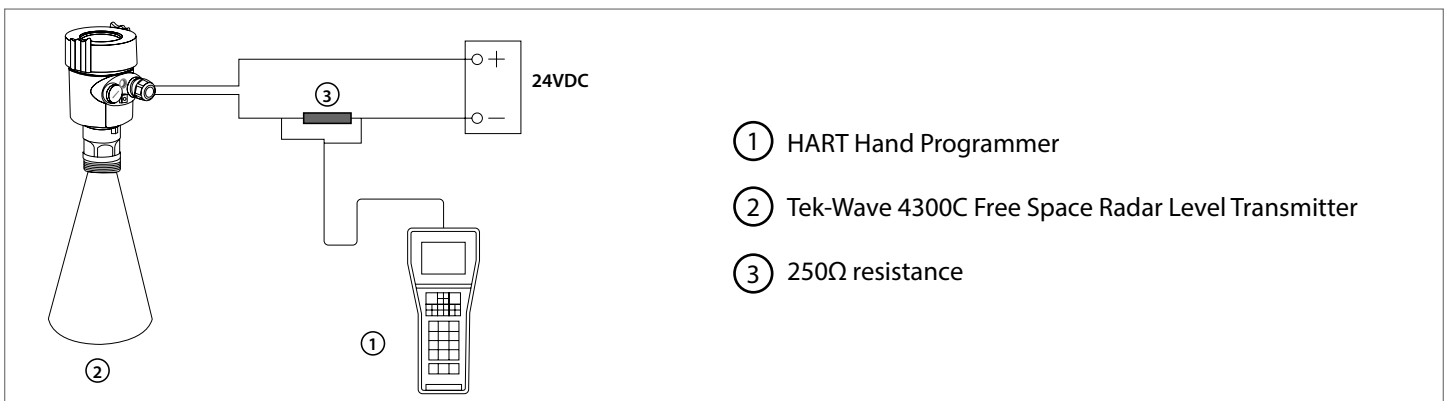 ③
+
24VDC
−
①
②
① HART Hand Programmer
② Tek-Wave 4300C Free Space Radar Level Transmitter
③ 250Ω resistance